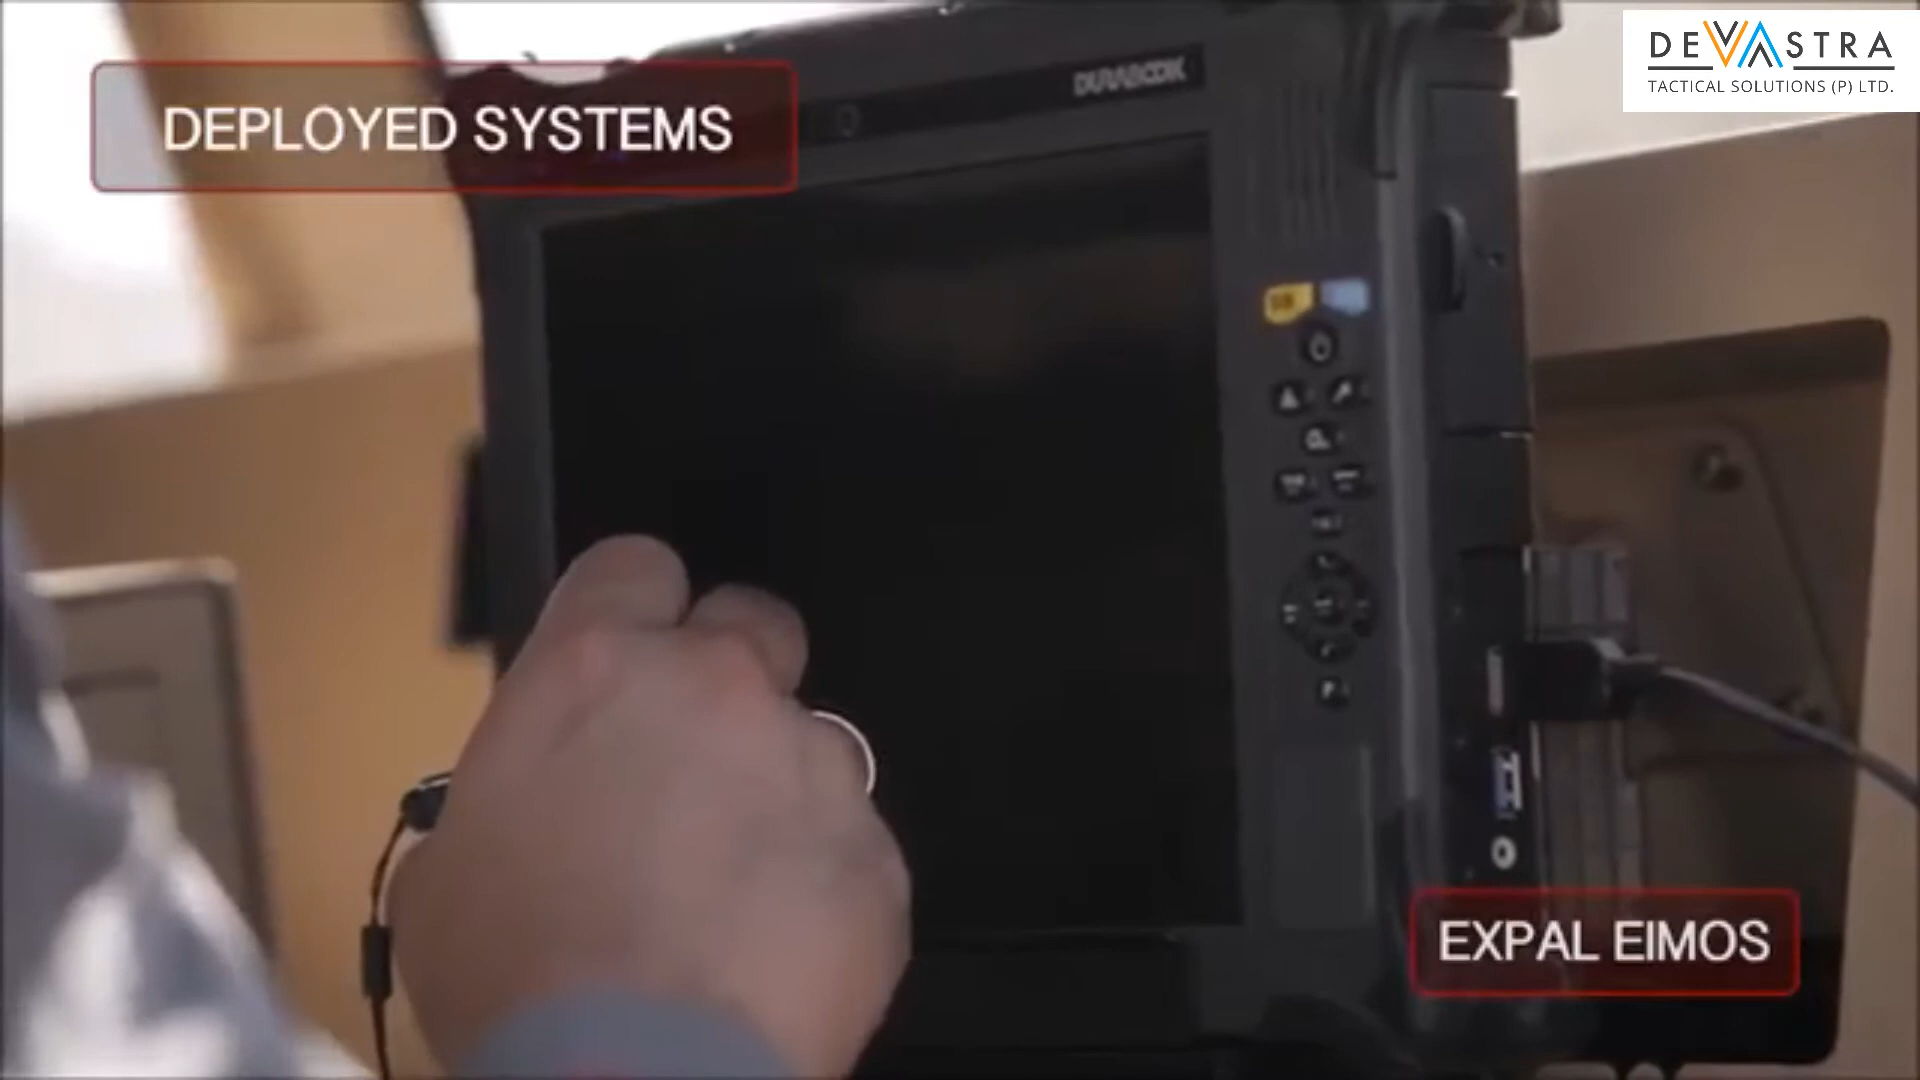 DEVASTRA
TACTICAL SOLUTIONS (P) LTD.
DURABOOK
DEPLOYED SYSTEMS
EXPAL EIMOS